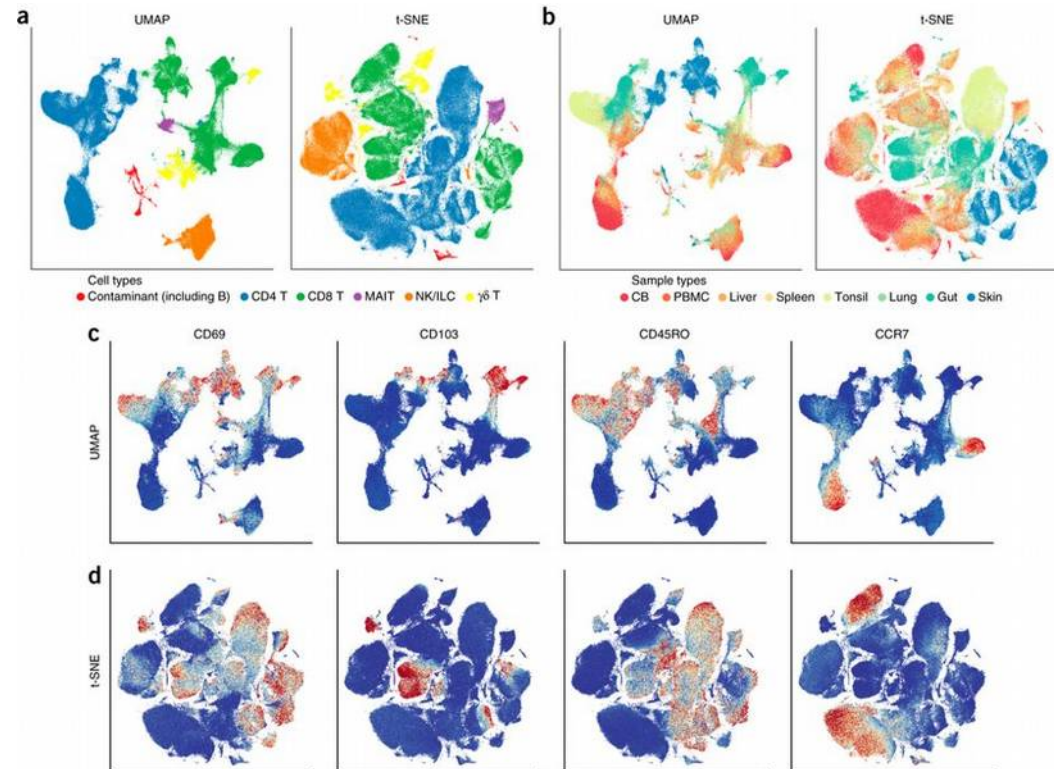 a
UMAP
t-SNE
b
UMAP
t-SNE
Cell types
Contaminant (including B) CD4 T CD8 T MAIT NK/ILC γδ T
Sample types
CB PBMC Liver Spleen Tonsil Lung Gut Skin
c
CD69
CD103
CD45RO
CCR7
UMAP
d
t-SNE